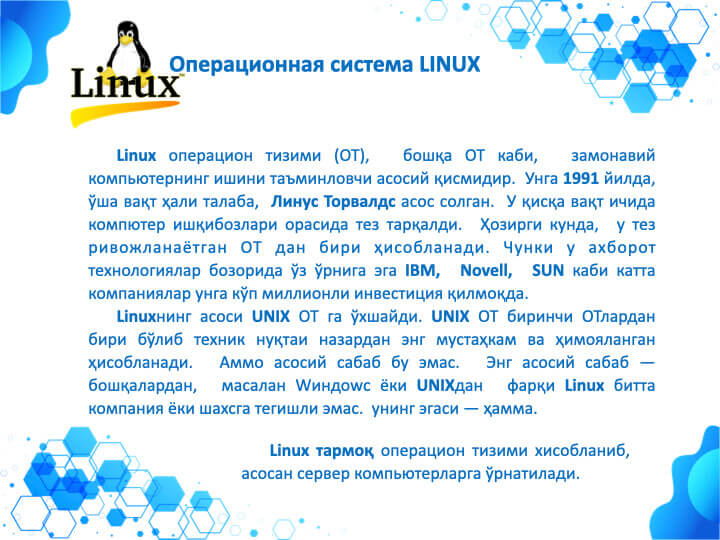 Linux
Операционная система LINUX
Linux операцион тизими (ОТ), бошқа ОТ каби, замонавий
компьютернинг ишини таъминловчи асосий қисмидир. Унга 1991 йилда,
ўша вақт ҳали талаба, Линус Торвалдс асос солган. У қисқа вақт ичида
компютер ишқибозлари орасида тез тарқалди. Ҳозирги кунда, у тез
ривожланаётган ОТ дан бири ҳисобланади. Чунки у ахборот
технологиялар бозорида ўз ўрнига эга IBM, Novell, SUN каби катта
компаниялар унга кўп миллионли инвестиция қилмоқда.
Linuxнинг асоси UNIX ОТ га ўхшайди. UNIX ОТ биринчи ОТлардан
бири бўлиб техник нуқтаи назардан энг мустаҳкам ва ҳимояланган
ҳисобланади. Аммо асосий сабаб бу эмас. Энг асосий сабаб —
бошқалардан, масалан Wиндоwс ёки UNIXдан фарқи Linux битта
компания ёки шахсга тегишли эмас. унинг эгаси — ҳамма.
Linux тармоқ операцион тизими хисобланиб,
асосан сервер компьютерларга ўрнатилади.